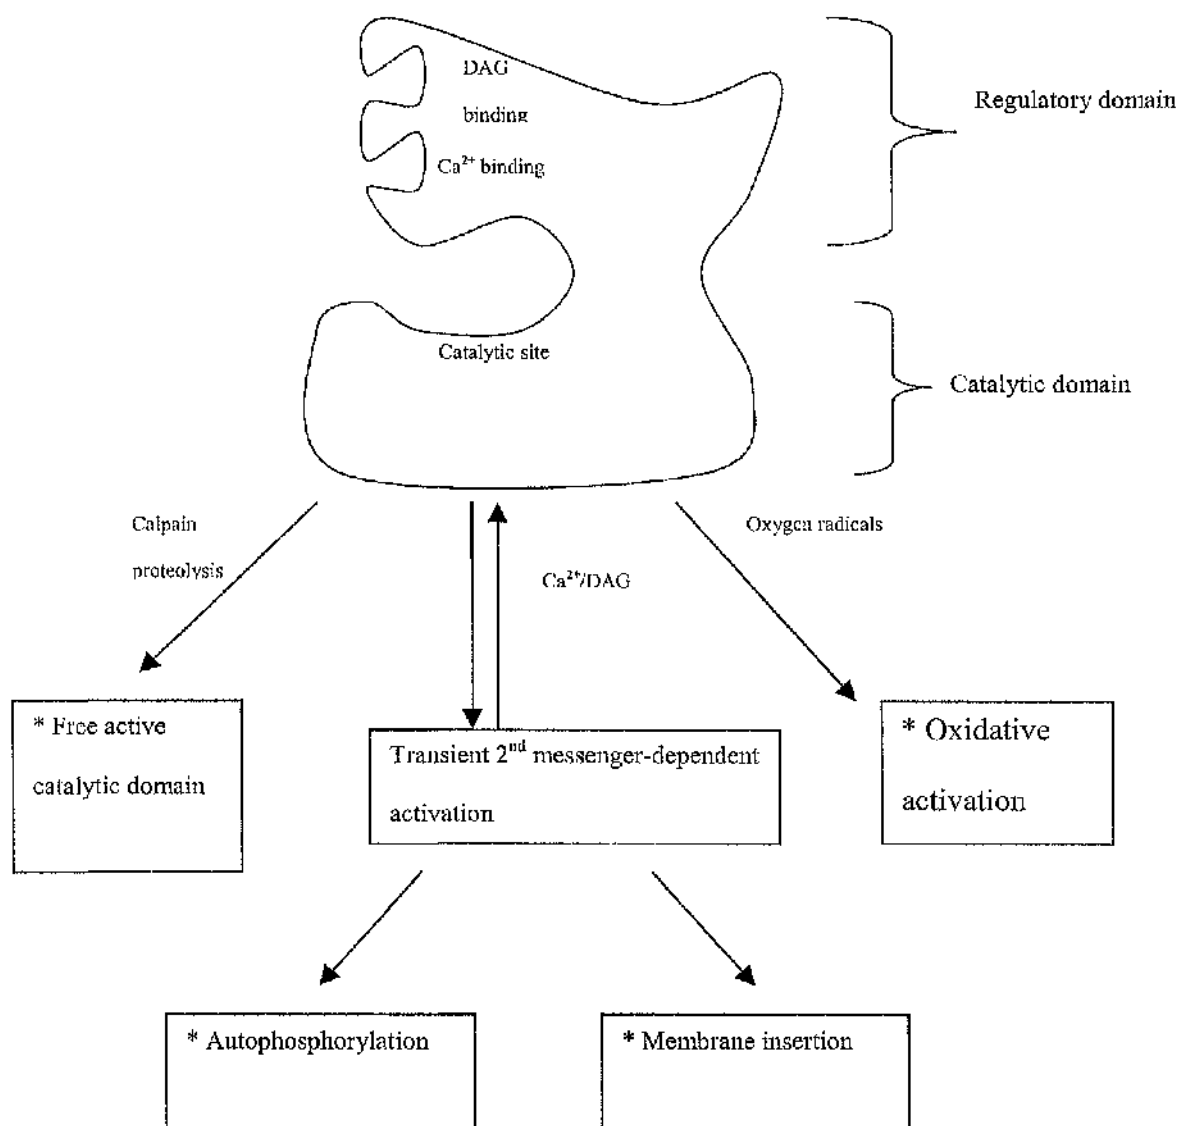 DAG
binding
Ca²⁺ binding
Regulatory domain
Catalytic site
Catalytic domain
Calpain
proteolysis
Ca²⁺/DAG
Oxygen radicals
* Free active
catalytic domain
Transient 2ⁿᵈ messenger-dependent
activation
* Oxidative
activation
* Autophosphorylation
* Membrane insertion